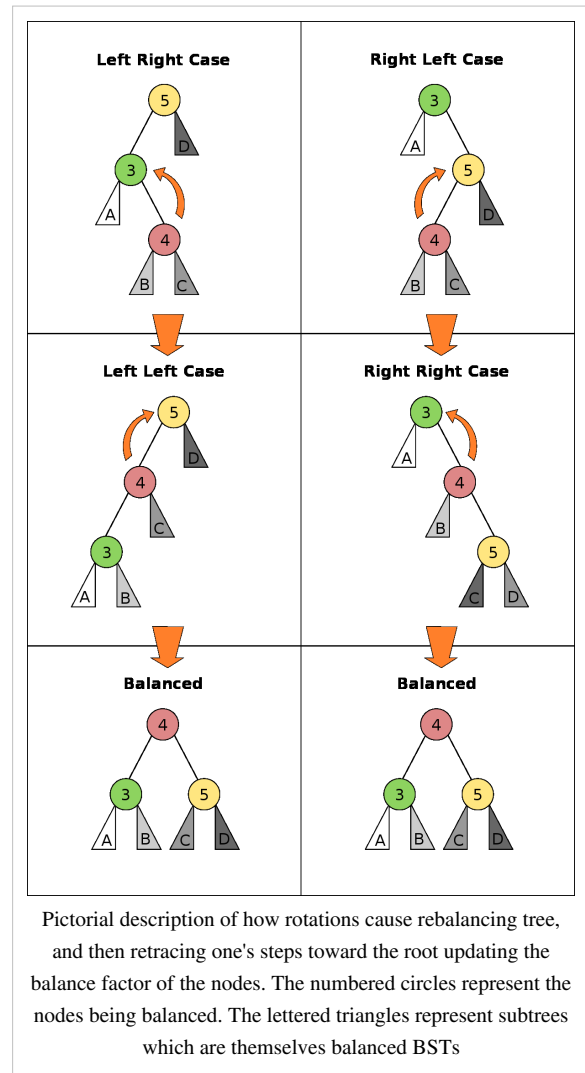 Left Right Case
5
D
3
A
4
B
C
Right Left Case
3
A
5
D
4
B
C
Left Left Case
5
D
4
C
3
A
B
Right Right Case
3
A
4
B
5
C
D
Balanced
4
3
5
A
B
C
D
Balanced
4
3
5
A
B
C
D
Pictorial description of how rotations cause rebalancing tree,
and then retracing one's steps toward the root updating the
balance factor of the nodes. The numbered circles represent the
nodes being balanced. The lettered triangles represent subtrees
which are themselves balanced BSTs